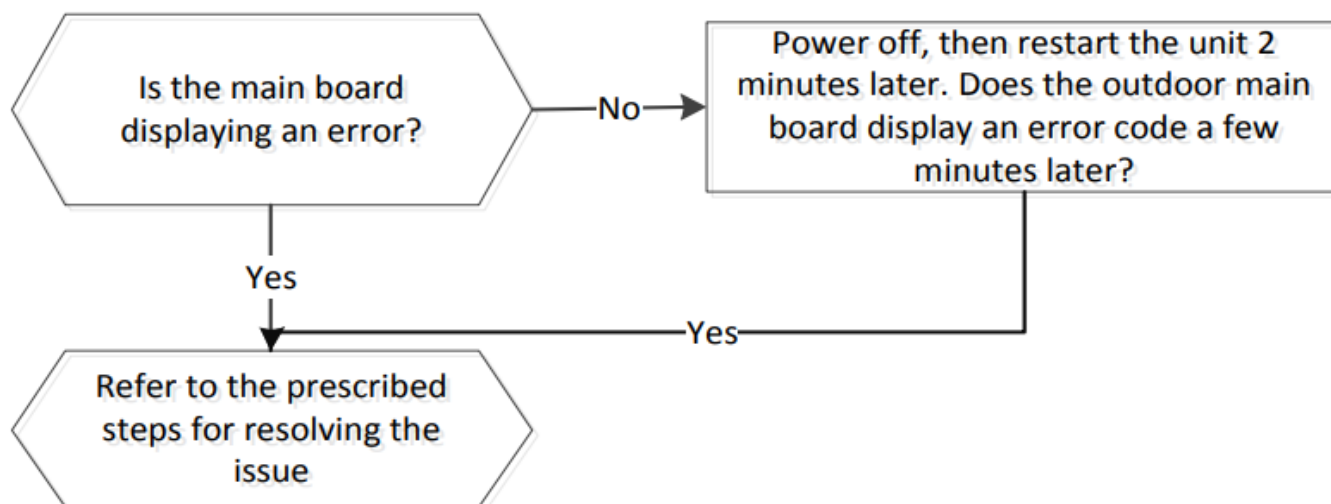 Is the main board
displaying an error?
No
Power off, then restart the unit 2
minutes later. Does the outdoor main
board display an error code a few
minutes later?
Yes
Yes
Refer to the prescribed
steps for resolving the
issue